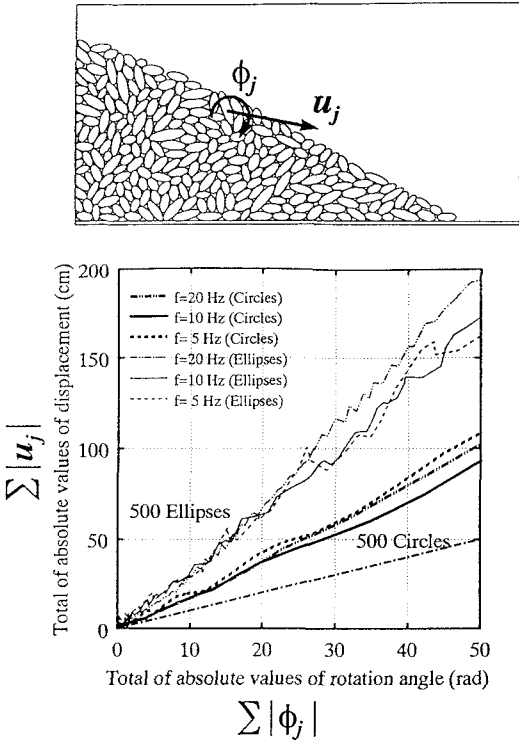 ϕj
uj
200
150
100
50
0
f=20 Hz (Circles)
f=10 Hz (Circles)
f= 5 Hz (Circles)
f=20 Hz (Ellipses)
f=10 Hz (Ellipses)
f= 5 Hz (Ellipses)
500 Ellipses
500 Circles
0 10 20 30 40 50
Total of absolute values of displacement (cm)
∑ |uj|
Total of absolute values of rotation angle (rad)
∑ |ϕj|